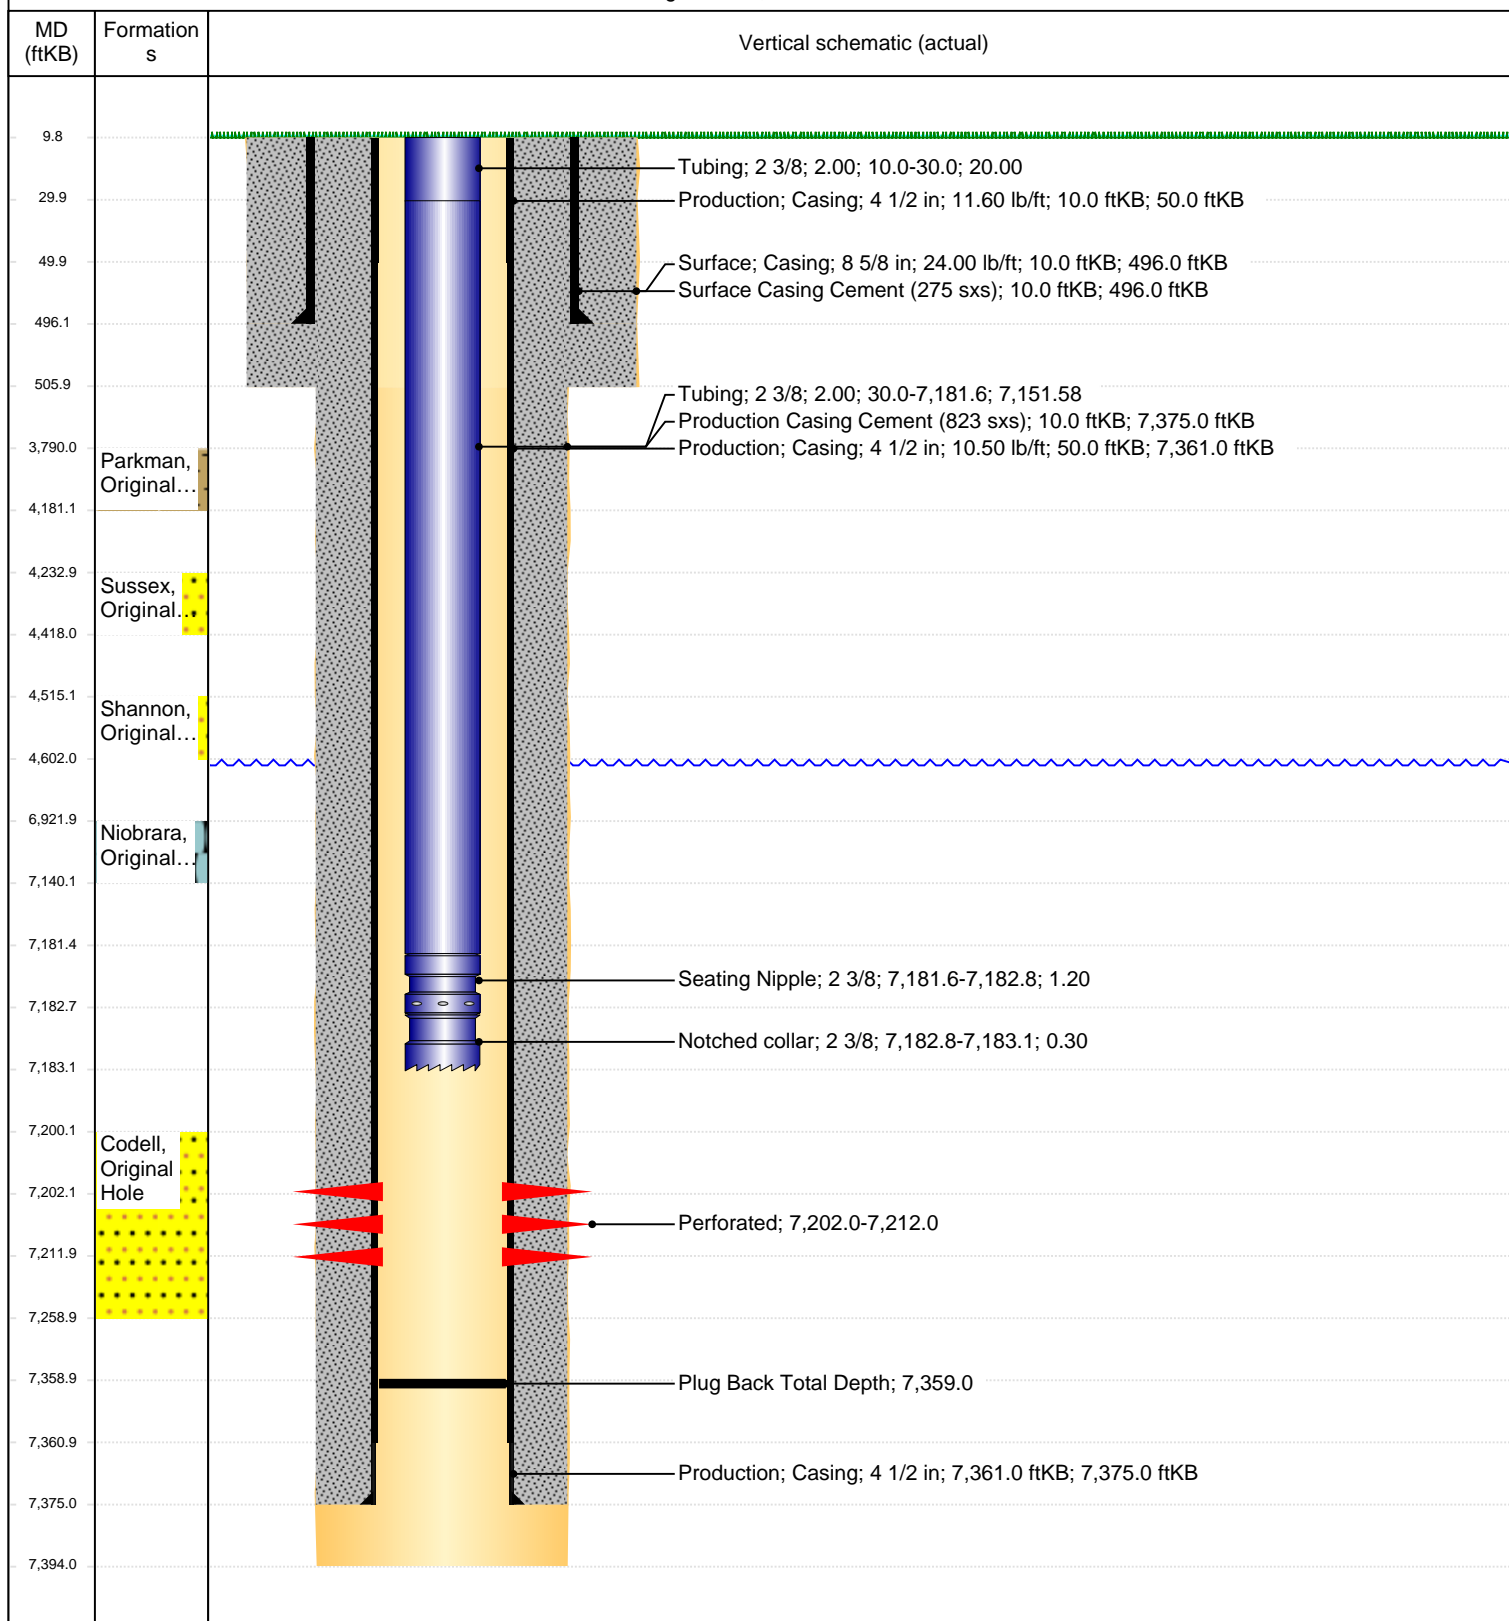 MD
(ftKB)
Formation
s
Vertical schematic (actual)
9.8
Tubing; 2 3/8; 2.00; 10.0-30.0; 20.00
29.9
Production; Casing; 4 1/2 in; 11.60 lb/ft; 10.0 ftKB; 50.0 ftKB
49.9
Surface; Casing; 8 5/8 in; 24.00 lb/ft; 10.0 ftKB; 496.0 ftKB
Surface Casing Cement (275 sxs); 10.0 ftKB; 496.0 ftKB
496.1
505.9
Tubing; 2 3/8; 2.00; 30.0-7,181.6; 7,151.58
Production Casing Cement (823 sxs); 10.0 ftKB; 7,375.0 ftKB
3,790.0
Production; Casing; 4 1/2 in; 10.50 lb/ft; 50.0 ftKB; 7,361.0 ftKB
Parkman,
Original…
4,181.1
4,232.9
Sussex,
Original…
4,418.0
4,515.1
Shannon,
Original…
4,602.0
6,921.9
Niobrara,
Original…
7,140.1
7,181.4
Seating Nipple; 2 3/8; 7,181.6-7,182.8; 1.20
7,182.7
Notched collar; 2 3/8; 7,182.8-7,183.1; 0.30
7,183.1
7,200.1
Codell,
Original
Hole
7,202.1
Perforated; 7,202.0-7,212.0
7,211.9
7,258.9
7,358.9
Plug Back Total Depth; 7,359.0
7,360.9
Production; Casing; 4 1/2 in; 7,361.0 ftKB; 7,375.0 ftKB
7,375.0
7,394.0